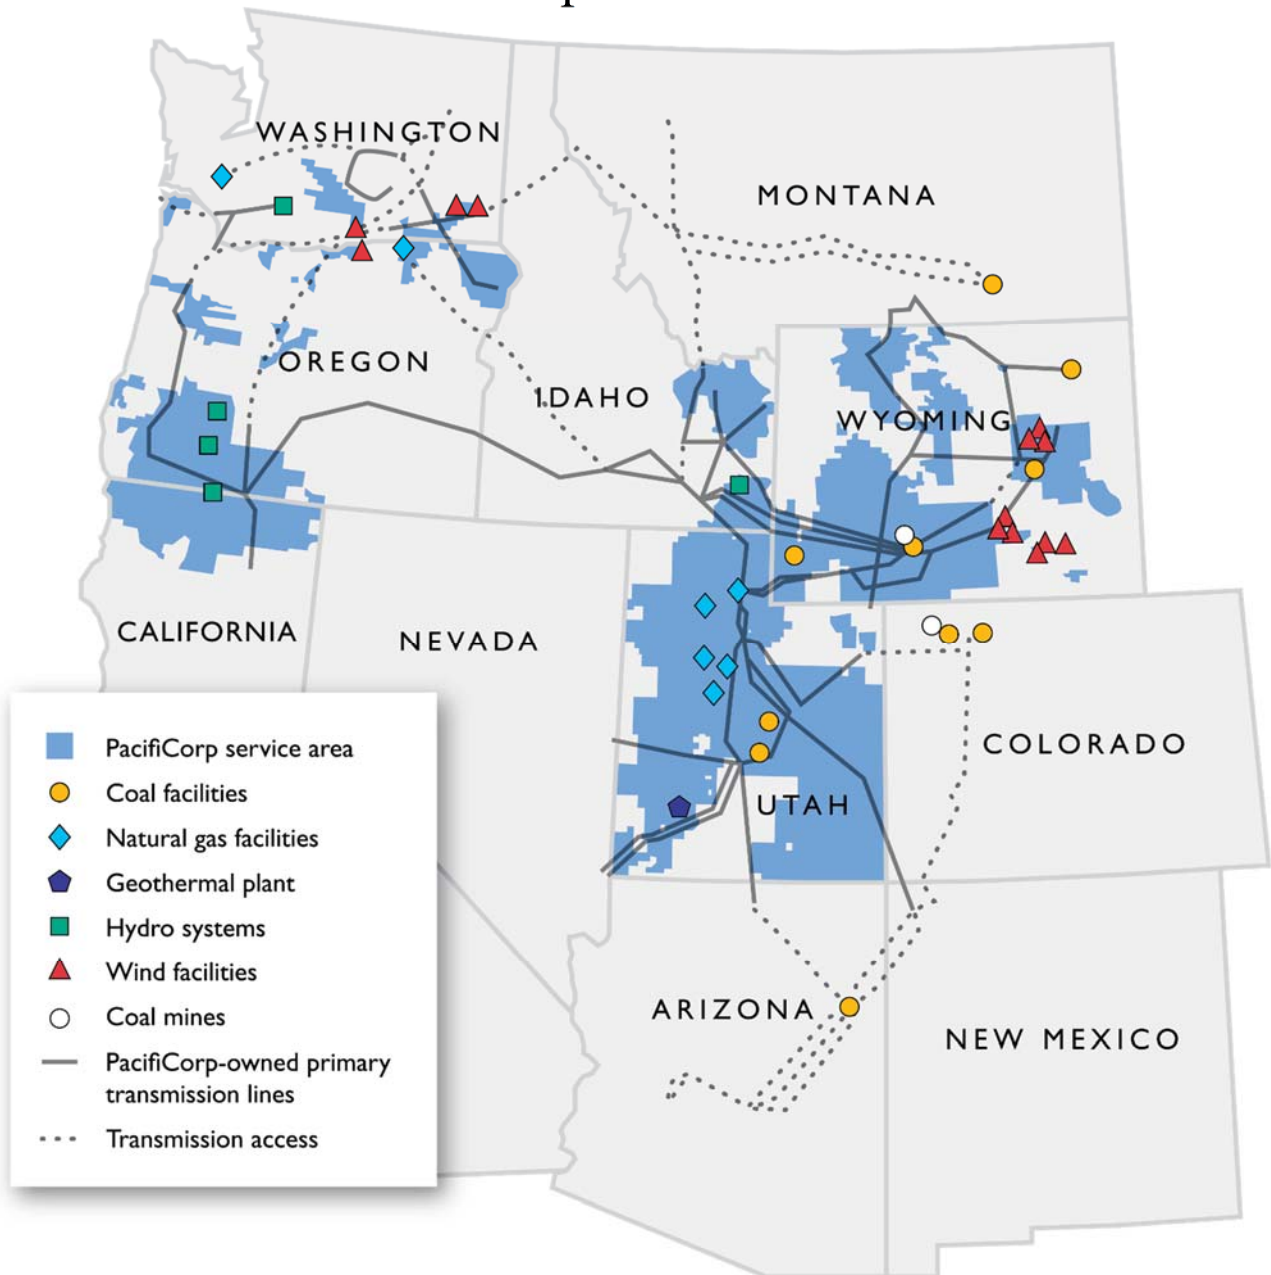 WASHINGTON
MONTANA
OREGON
IDAHO
WYOMING
CALIFORNIA
NEVADA
COLORADO
UTAH
ARIZONA
NEW MEXICO
PacifiCorp service area
Coal facilities
Natural gas facilities
Geothermal plant
Hydro systems
Wind facilities
Coal mines
PacifiCorp-owned primary
transmission lines
Transmission access